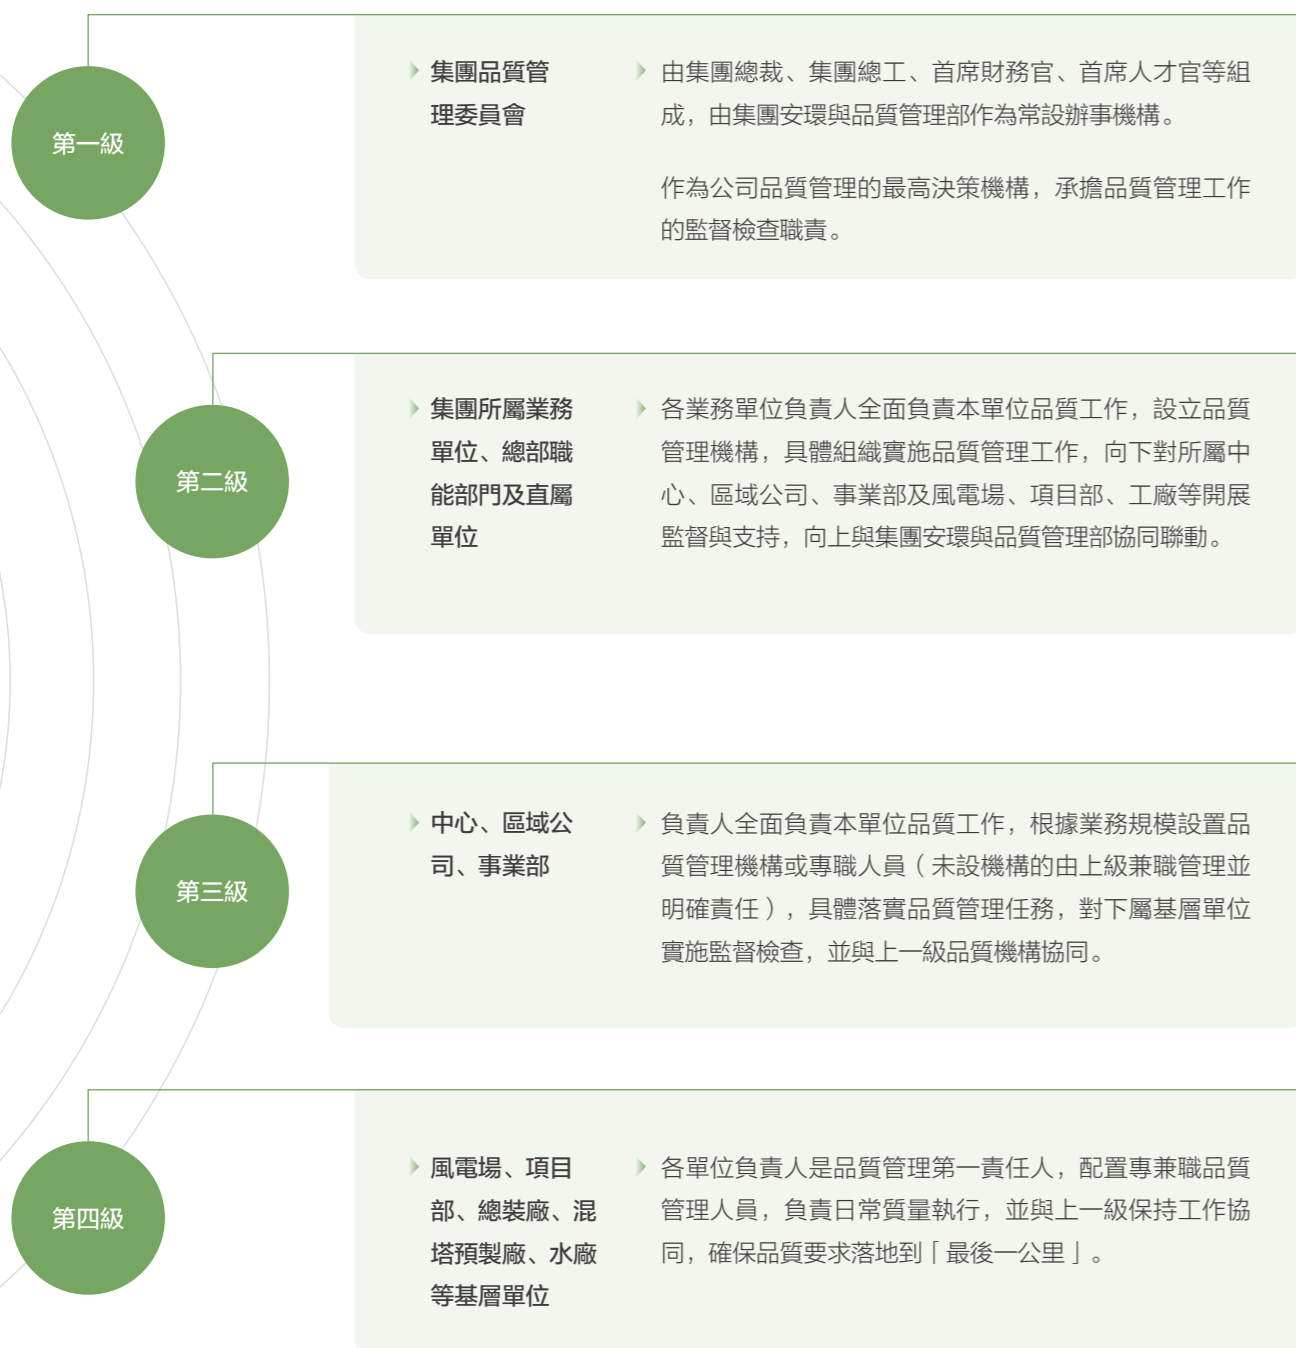 第一級
集團品質管
理委員會
由集團總裁、集團總工、首席財務官、首席人才官等組
成，由集團安環與品質管理部作為常設辦事機構。
作為公司品質管理的最高決策機構，承擔品質管理工作
的監督檢查職責。
第二級
集團所屬業務
單位、總部職
能部門及直屬
單位
各業務單位負責人全面負責本單位品質工作，設立品質
管理機構，具體組織實施品質管理工作，向下對所屬中
心、區域公司、事業部及風電場、項目部、工廠等開展
監督與支持，向上與集團安環與品質管理部協同聯動。
第三級
中心、區域公
司、事業部
負責人全面負責本單位品質工作，根據業務規模設置品
質管理機構或專職人員（未設機構的由上級兼職管理並
明確責任），具體落實品質管理任務，對下屬基層單位
實施監督檢查，並與上一級品質機構協同。
第四級
風電場、項目
部、總裝廠、混
塔預製廠、水廠
等基層單位
各單位負責人是品質管理第一責任人，配置專兼職品質
管理人員，負責日常質量執行，並與上一級保持工作協
同，確保品質要求落地到「最後一公里」。